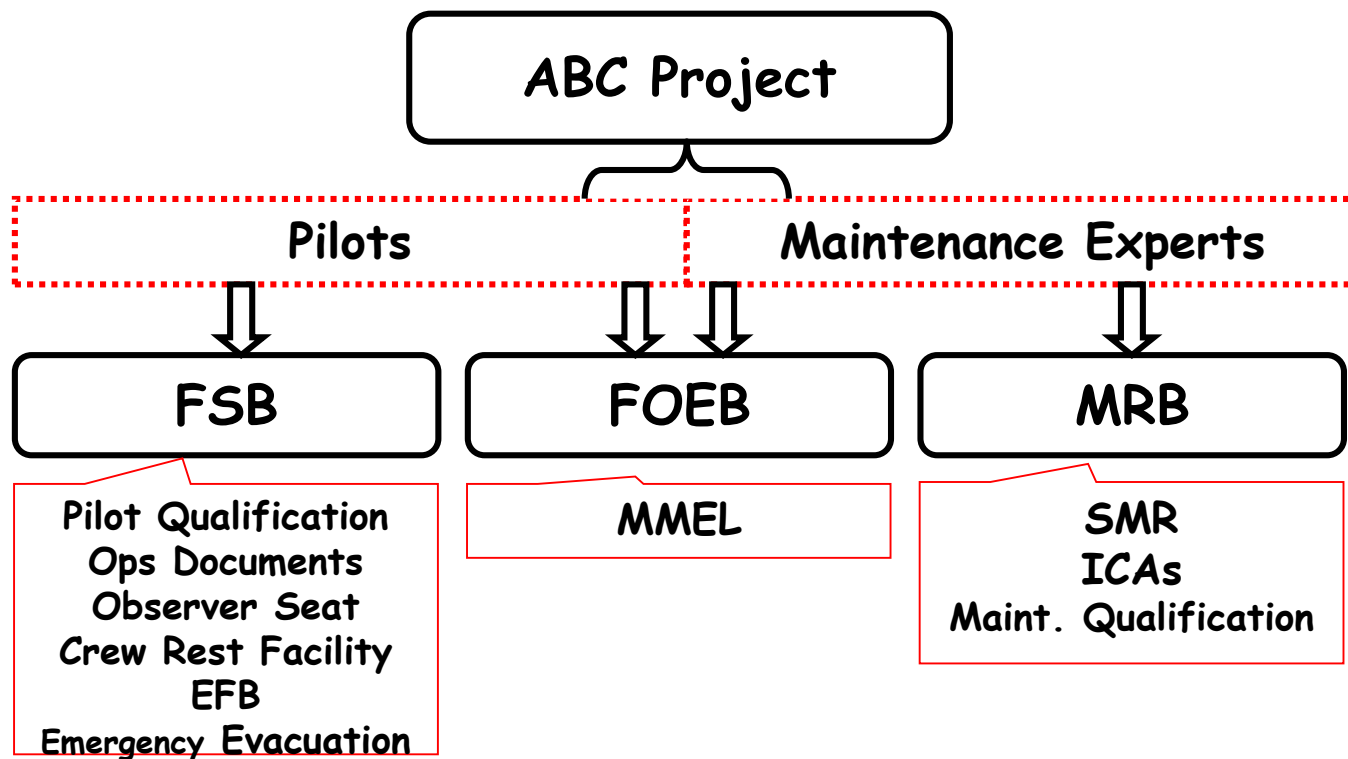 ABC Project
Pilots
Maintenance Experts
FSB
FOEB
MRB
Pilot Qualification
Ops Documents
Observer Seat
Crew Rest Facility
EFB
Emergency Evacuation
MMEL
SMR
ICAs
Maint. Qualification